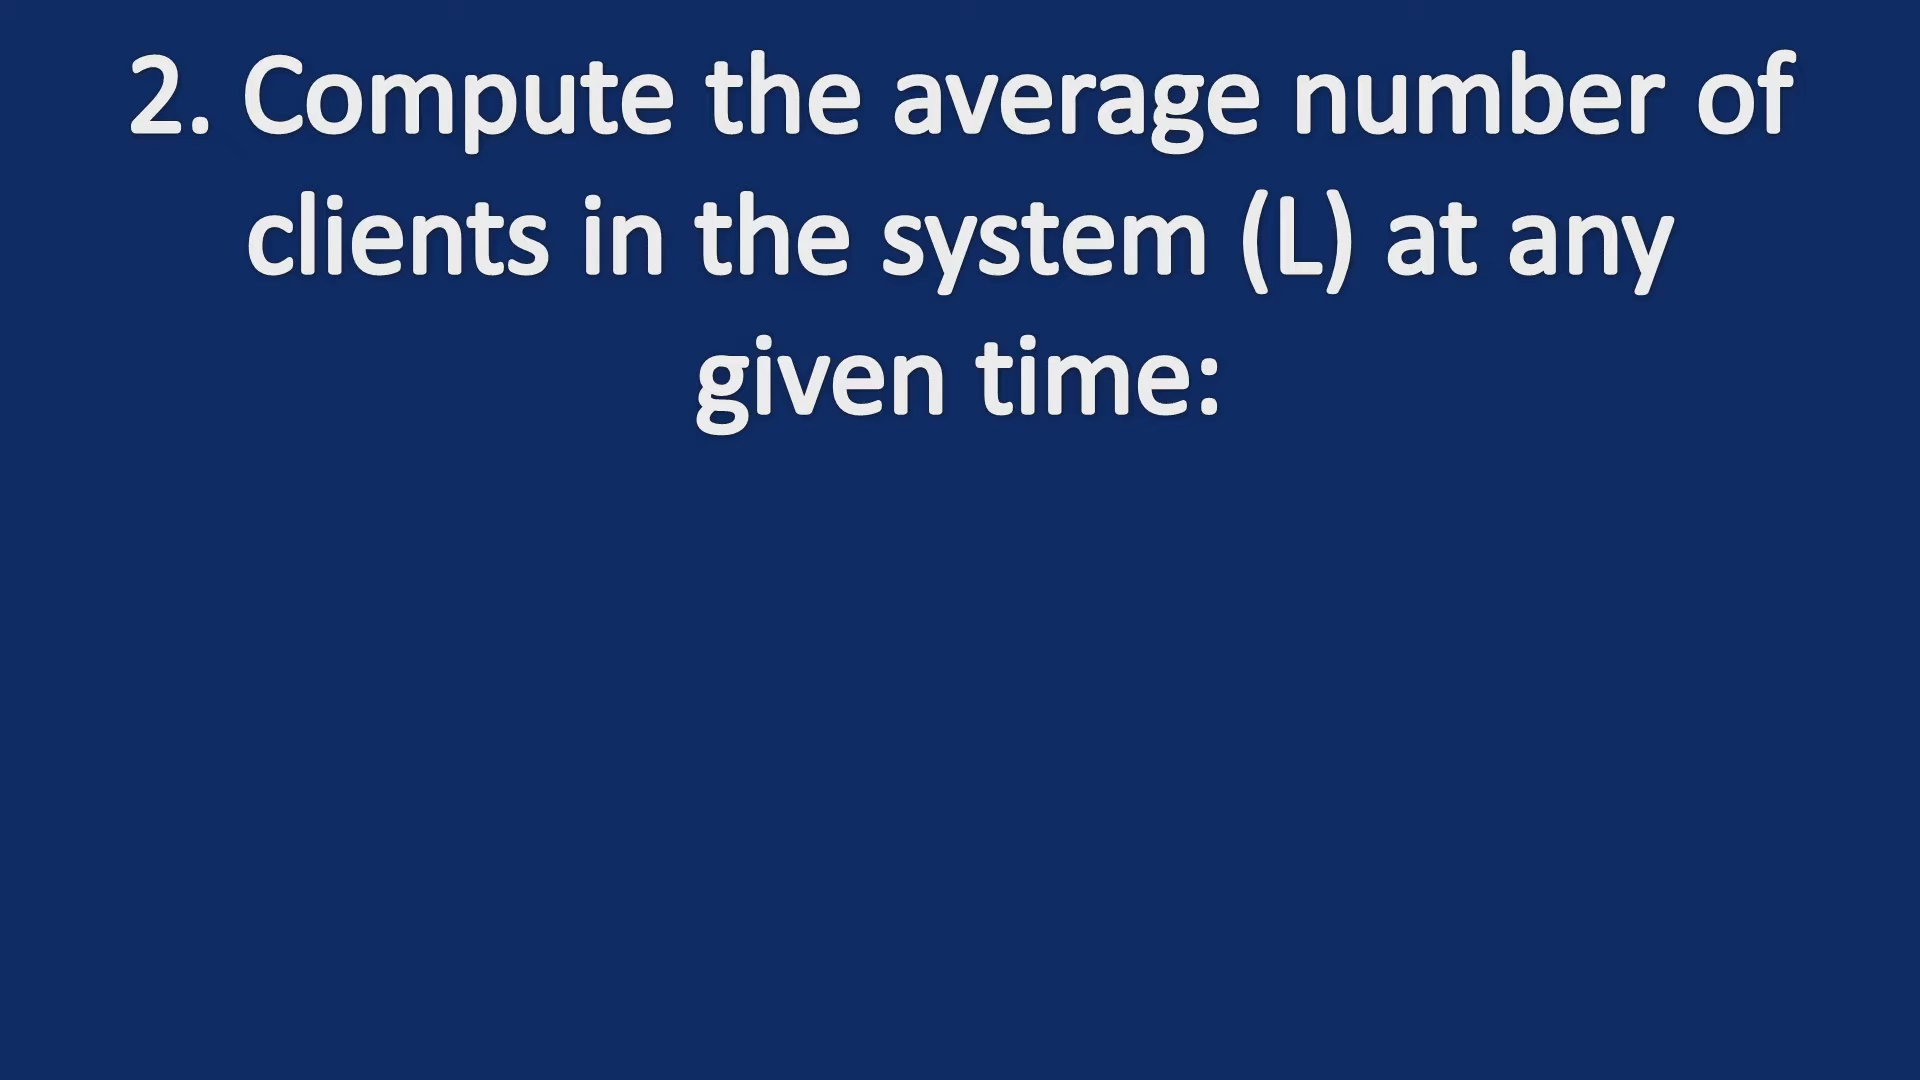 2. Compute the average number of
clients in the system (L) at any
given time: